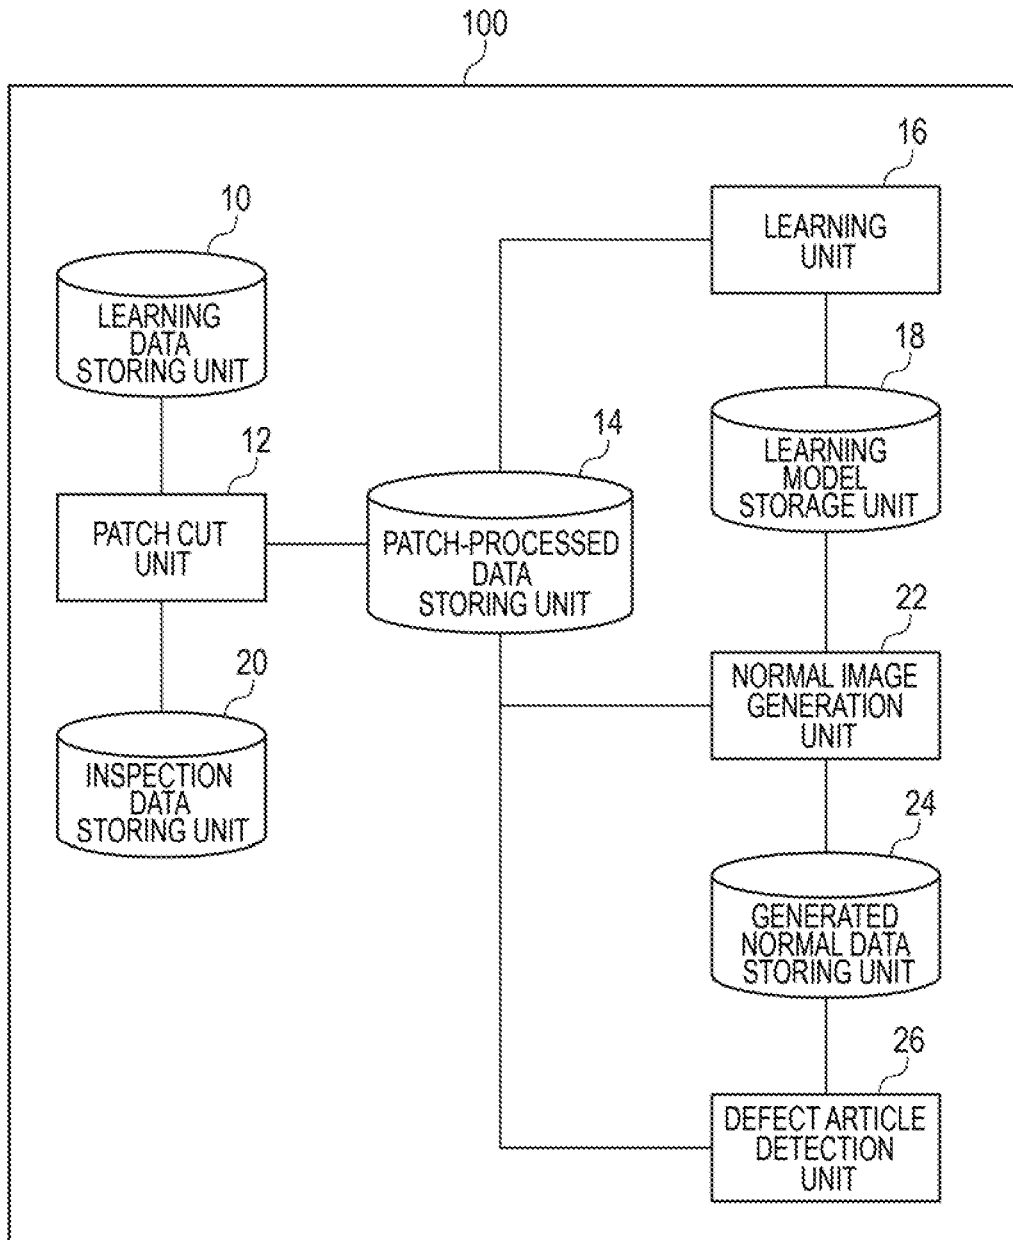 100
10
LEARNING
DATA
STORING UNIT
12
PATCH CUT
UNIT
20
INSPECTION
DATA
STORING UNIT
14
PATCH-PROCESSED
DATA
STORING UNIT
16
LEARNING
UNIT
18
LEARNING
MODEL
STORAGE UNIT
22
NORMAL IMAGE
GENERATION
UNIT
24
GENERATED
NORMAL DATA
STORING UNIT
26
DEFECT ARTICLE
DETECTION
UNIT